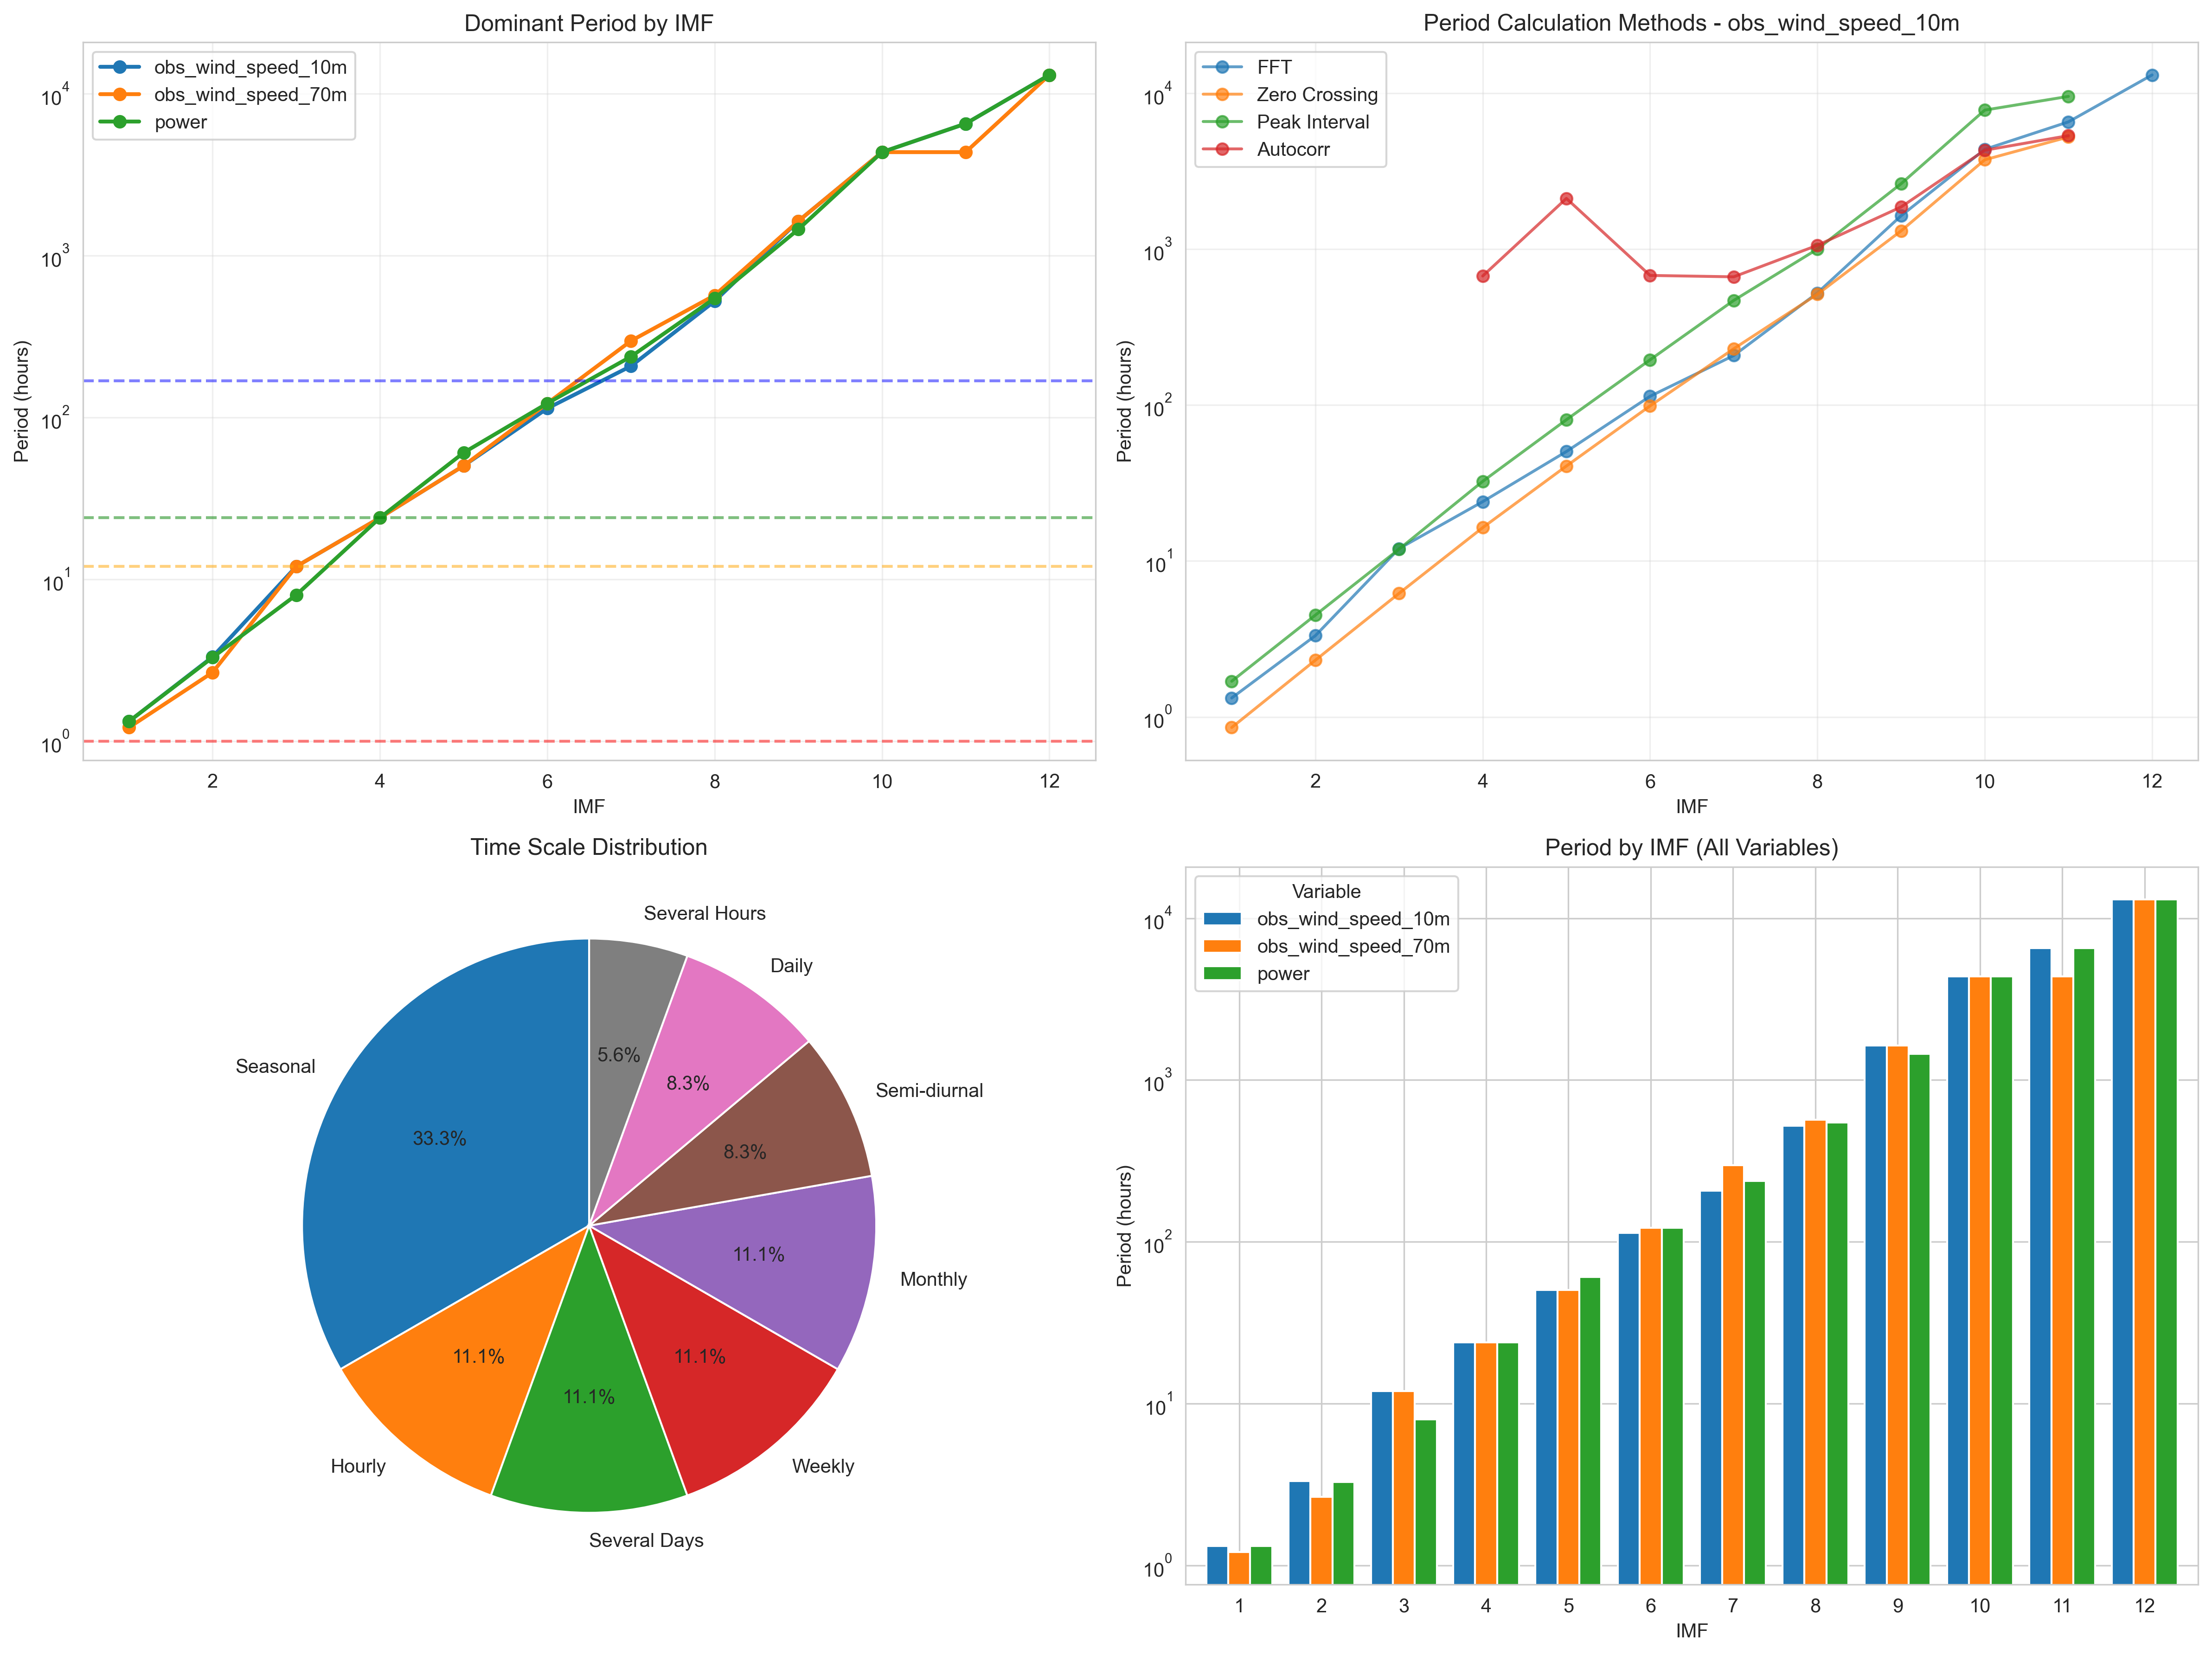 Dominant Period by IMF
obs_wind_speed_10m
obs_wind_speed_70m
power
10^4
10^3
10^2
10^1
10^0
Period (hours)
2 4 6 8 10 12
IMF
Period Calculation Methods - obs_wind_speed_10m
FFT
Zero Crossing
Peak Interval
Autocorr
10^4
10^3
10^2
10^1
10^0
Period (hours)
2 4 6 8 10 12
IMF
Time Scale Distribution
Several Hours
Daily
Semi-diurnal
Monthly
Weekly
Several Days
Hourly
Seasonal
5.6%
8.3%
8.3%
11.1%
11.1%
11.1%
11.1%
33.3%
Period by IMF (All Variables)
Variable
obs_wind_speed_10m
obs_wind_speed_70m
power
10^4
10^3
10^2
10^1
10^0
Period (hours)
1 2 3 4 5 6 7 8 9 10 11 12
IMF